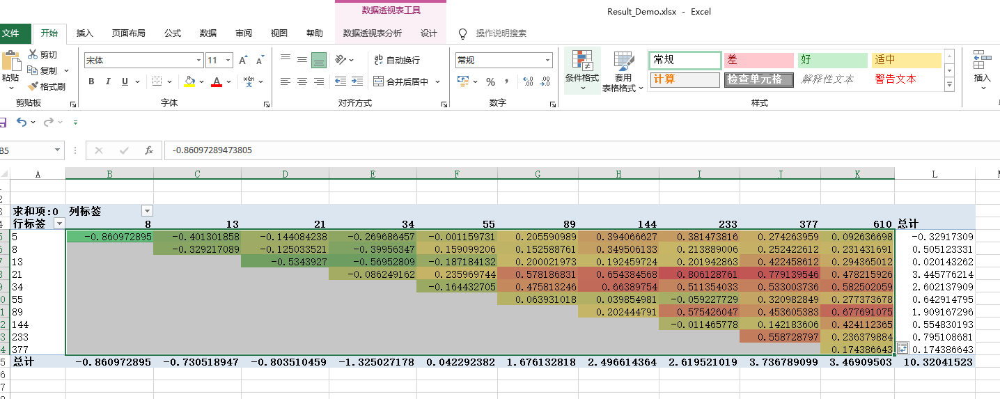 数据透视表工具
Result_Demo.xlsx - Excel
文件 开始 插入 页面布局 公式 数据 审阅 视图 帮助 数据透视表分析 设计 操作说明搜索
粘贴 剪切 复制 格式刷
剪贴板
宋体 11 A A
B I U A wén 文
字体
ab 自动换行
合并后居中
对齐方式
常规
% ,
数字
条件格式 套用表格格式
常规 差 好 适中
计算 检查单元格 解释性文本 警告文本
样式
插入
B5 fx -0.86097289473805
A B C D E F G H I J K L
求和项:0 列标签
行标签 8 13 21 34 55 89 144 233 377 610 总计
5 -0.860972895 -0.401301858 -0.144084238 -0.269686457 -0.001159731 0.205590989 0.394066627 0.381473816 0.274263959 0.092636698 -0.32917309
8 -0.329217089 -0.125033521 -0.39956347 0.159099206 0.152588761 0.349506133 0.213889006 0.252422612 0.231431691 0.505123331
13 -0.5343927 -0.56952809 -0.187184132 0.200021973 0.192459724 0.201942863 0.422458612 0.294365012 0.020143262
21 -0.086249162 0.235969744 0.578186831 0.654384568 0.806128761 0.779139546 0.478215926 3.445776214
34 -0.164432705 0.475813246 0.66389754 0.511354033 0.533003736 0.582502059 2.602137909
55 0.063931018 0.039854981 -0.059227729 0.320982849 0.277373678 0.642914795
89 0.202444791 0.575426047 0.453605383 0.677691075 1.909167296
144 -0.011465778 0.142183606 0.424112365 0.554830193
233 0.558728797 0.236379884 0.795108681
377 0.174386643 0.174386643
总计 -0.860972895 -0.730518947 -0.803510459 -1.325027178 0.042292382 1.676132818 2.496614364 2.619521019 3.736789099 3.46909503 10.32041523